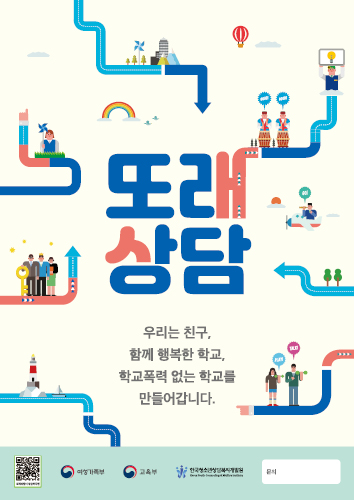 또래
상담
우리는 친구,
함께 행복한 학교,
학교폭력 없는 학교를
만들어갑니다.
여성가족부
교육부
한국청소년상담복지개발원
문의